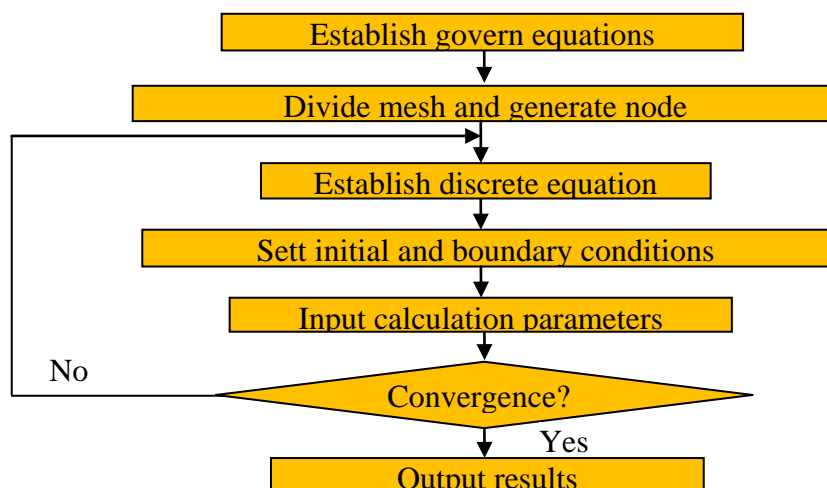 Establish govern equations
Divide mesh and generate node
Establish discrete equation
Sett initial and boundary conditions
Input calculation parameters
No
Convergence?
Yes
Output results